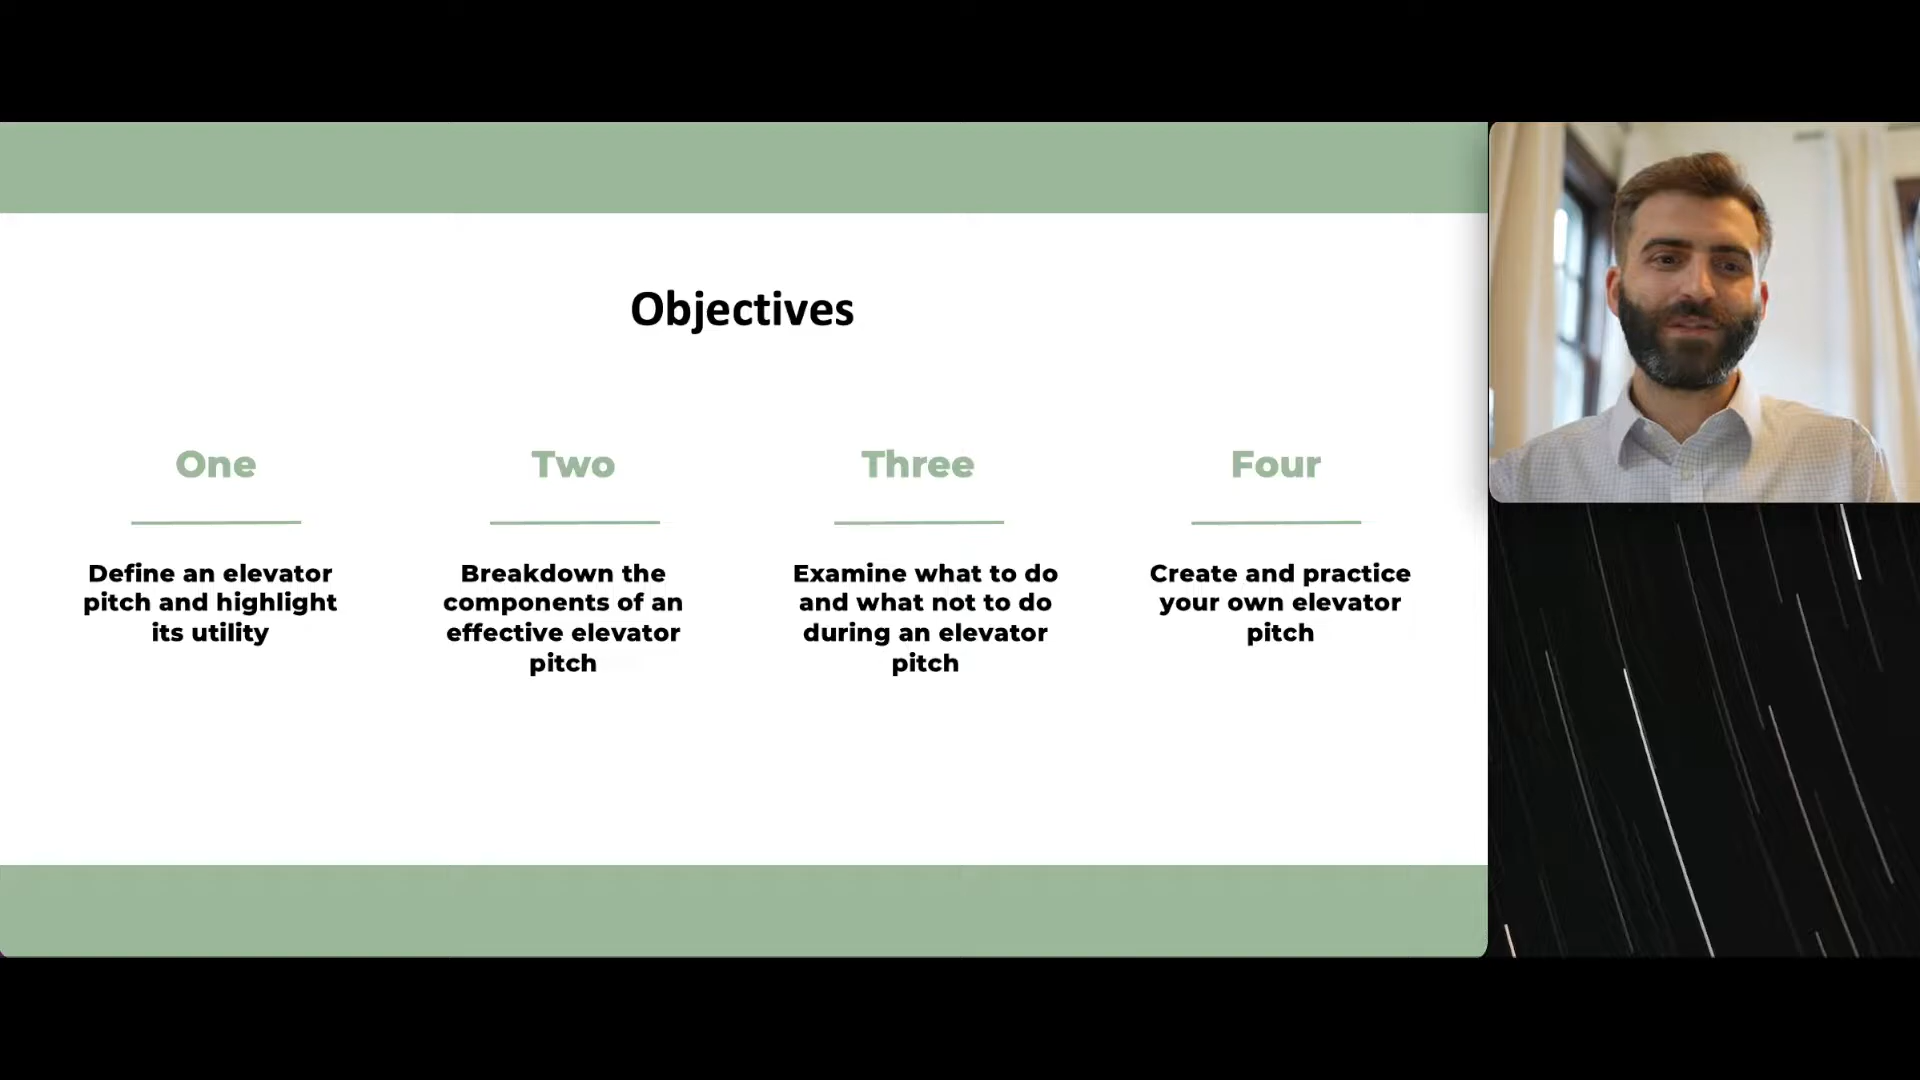 Objectives
One
Define an elevator
pitch and highlight
its utility
Two
Breakdown the
components of an
effective elevator
pitch
Three
Examine what to do
and what not to do
during an elevator
pitch
Four
Create and practice
your own elevator
pitch